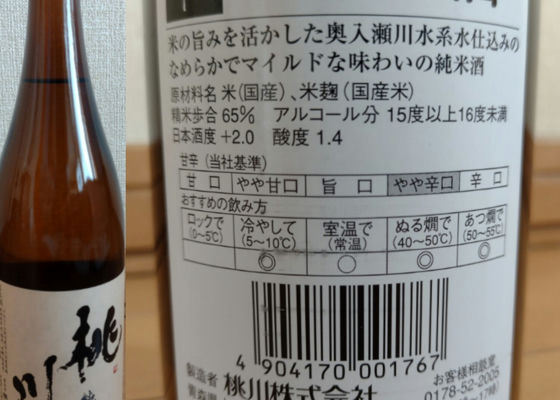 桃
川
米の旨みを活かした奥入瀬川水系水仕込みの
なめらかでマイルドな味わいの純米酒
原材料名 米(国産)、米麹(国産米)
精米歩合 65% アルコール分 15度以上16度未満
日本酒度 +2.0 酸度 1.4
甘辛(当社基準)
甘口 やや甘口 旨口 やや辛口 辛口
おすすめの飲み方
ロックで 冷やして 室温で ぬる燗で あつ燗で
(0~5℃) (5~10℃) (常温) (40~50℃) (50~55℃)
◎ ○ ◎ ◎
4 904170 001767
製造者 桃川株式会社
青森県
お客様相談室
0178-52-2005